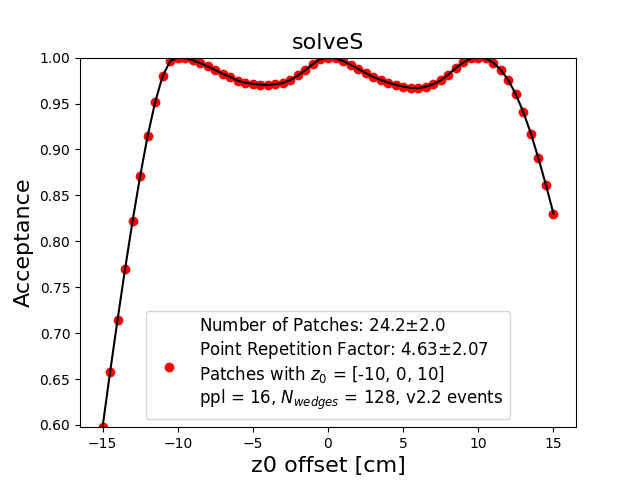 solveS
Acceptance
1.00
0.95
0.90
0.85
0.80
0.75
0.70
0.65
0.60
Number of Patches: 24.2±2.0
Point Repetition Factor: 4.63±2.07
Patches with z₀ = [-10, 0, 10]
ppl = 16, N_wedges = 128, v2.2 events
−15 −10 −5 0 5 10 15
z0 offset [cm]